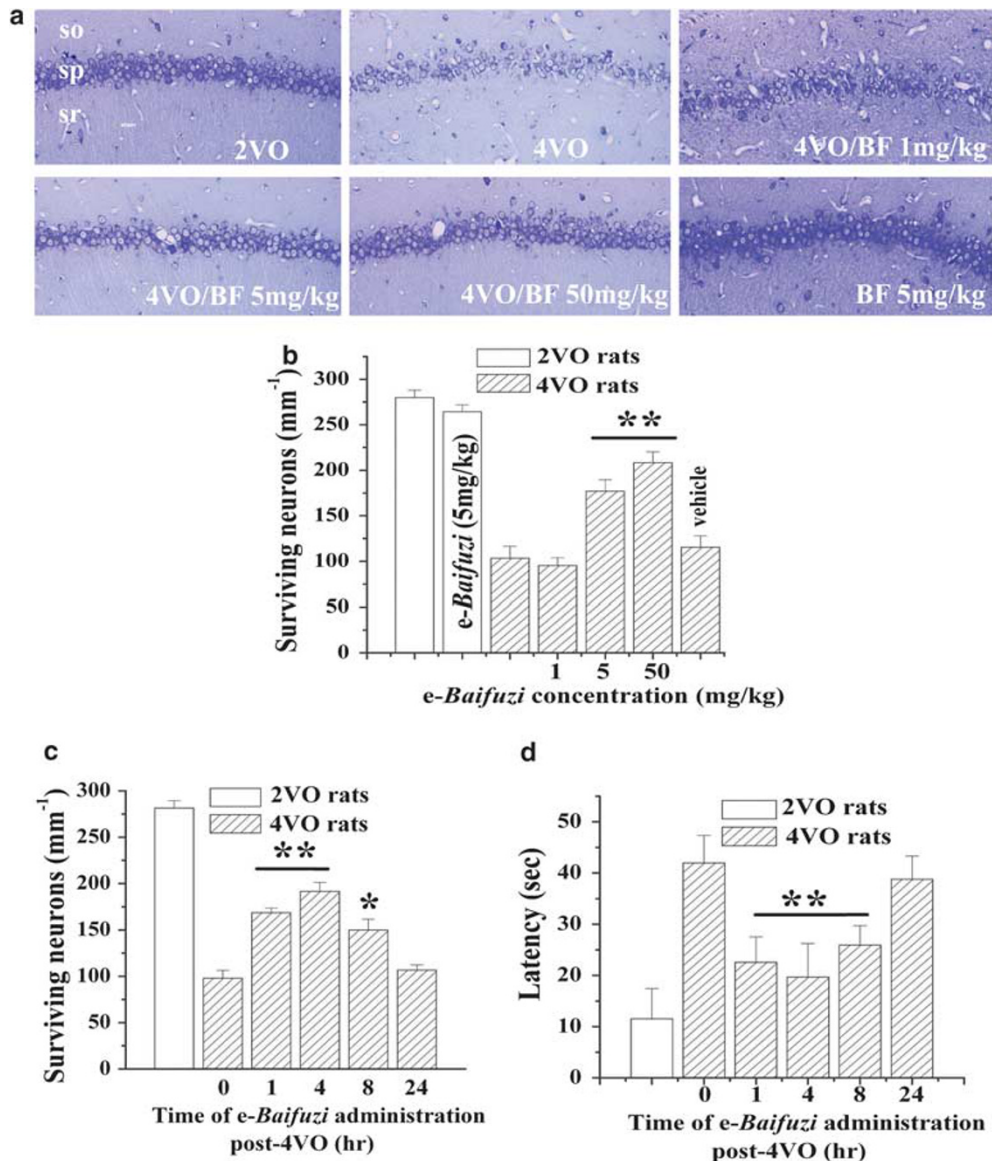 a
so
sp
sr
2VO
4VO
4VO/BF 1mg/kg
4VO/BF 5mg/kg
4VO/BF 50mg/kg
BF 5mg/kg
b
2VO rats
4VO rats
Surviving neurons (mm⁻¹)
300
250
200
150
100
50
0
e-Baifuzi (5mg/kg)
**
vehicle
1 5 50
e-Baifuzi concentration (mg/kg)
c
2VO rats
4VO rats
Surviving neurons (mm⁻¹)
300
250
200
150
100
50
0
**
*
0 1 4 8 24
Time of e-Baifuzi administration
post-4VO (hr)
d
2VO rats
4VO rats
Latency (sec)
50
40
30
20
10
0
**
0 1 4 8 24
Time of e-Baifuzi administration
post-4VO (hr)